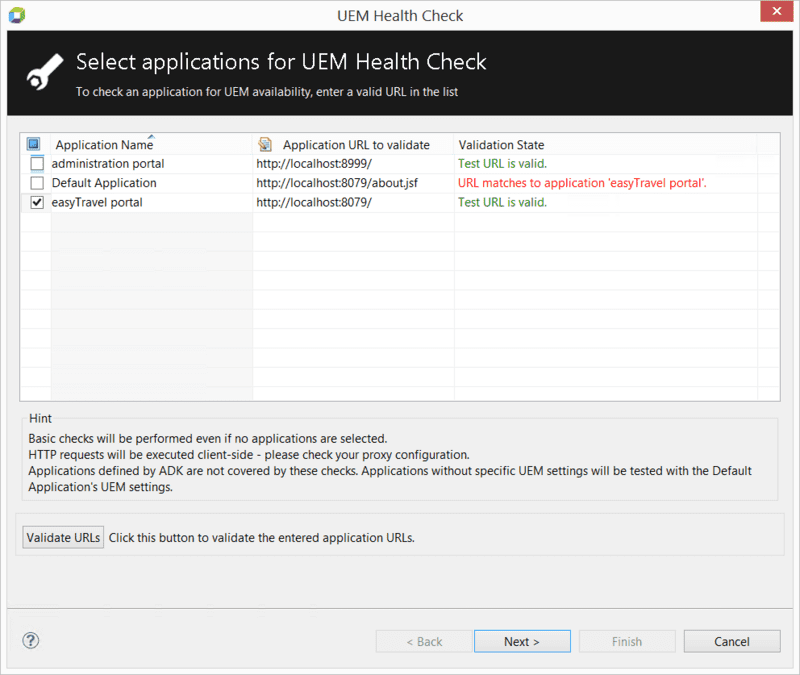 UEM Health Check
Select applications for UEM Health Check
To check an application for UEM availability, enter a valid URL in the list
Application Name Application URL to validate Validation State
administration portal http://localhost:8999/ Test URL is valid.
Default Application http://localhost:8079/about.jsf URL matches to application 'easyTravel portal'.
easyTravel portal http://localhost:8079/ Test URL is valid.
Hint
Basic checks will be performed even if no applications are selected.
HTTP requests will be executed client-side - please check your proxy configuration.
Applications defined by ADK are not covered by these checks. Applications without specific UEM settings will be tested with the Default
Application's UEM settings.
Validate URLs Click this button to validate the entered application URLs.
? < Back Next > Finish Cancel